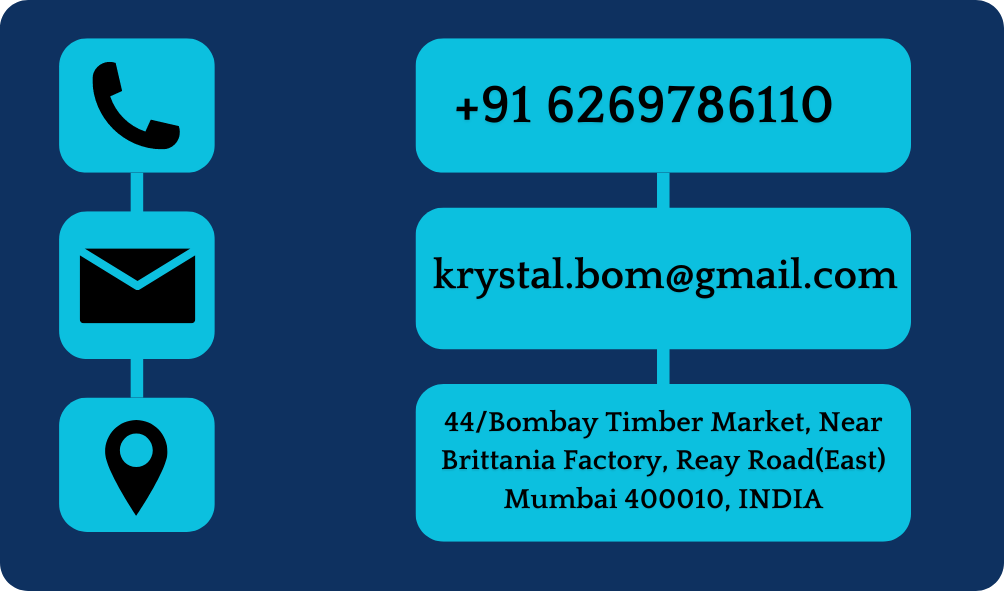 +91 6269786110
krystal.bom@gmail.com
44/Bombay Timber Market, Near
Brittania Factory, Reay Road(East)
Mumbai 400010, INDIA